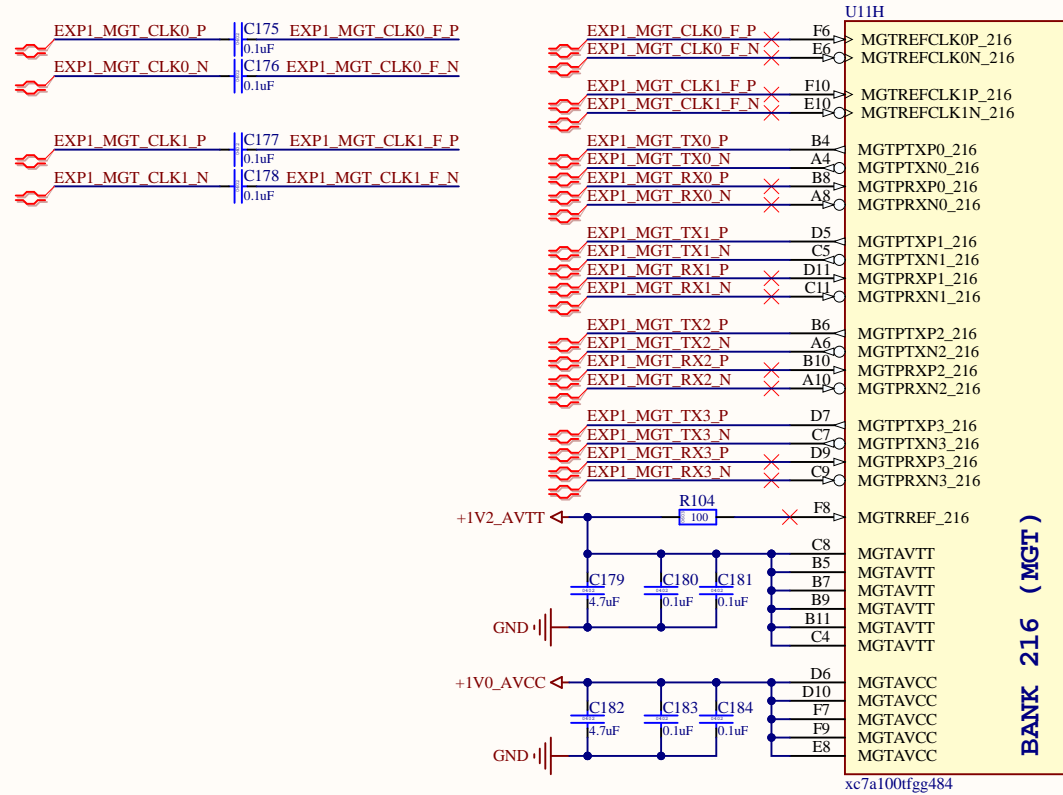 U11H
EXP1_MGT_CLK0_P C175 EXP1_MGT_CLK0_F_P
0.1uF
EXP1_MGT_CLK0_N C176 EXP1_MGT_CLK0_F_N
0.1uF
EXP1_MGT_CLK1_P C177 EXP1_MGT_CLK1_F_P
0.1uF
EXP1_MGT_CLK1_N C178 EXP1_MGT_CLK1_F_N
0.1uF
EXP1_MGT_CLK0_F_P F6 MGTREFCLK0P_216
EXP1_MGT_CLK0_F_N E6 MGTREFCLK0N_216
EXP1_MGT_CLK1_F_P F10 MGTREFCLK1P_216
EXP1_MGT_CLK1_F_N E10 MGTREFCLK1N_216
EXP1_MGT_TX0_P B4 MGTPTXP0_216
EXP1_MGT_TX0_N A4 MGTPTXN0_216
EXP1_MGT_RX0_P B8 MGTPRXP0_216
EXP1_MGT_RX0_N A8 MGTPRXN0_216
EXP1_MGT_TX1_P D5 MGTPTXP1_216
EXP1_MGT_TX1_N C5 MGTPTXN1_216
EXP1_MGT_RX1_P D11 MGTPRXP1_216
EXP1_MGT_RX1_N C11 MGTPRXN1_216
EXP1_MGT_TX2_P B6 MGTPTXP2_216
EXP1_MGT_TX2_N A6 MGTPTXN2_216
EXP1_MGT_RX2_P B10 MGTPRXP2_216
EXP1_MGT_RX2_N A10 MGTPRXN2_216
EXP1_MGT_TX3_P D7 MGTPTXP3_216
EXP1_MGT_TX3_N C7 MGTPTXN3_216
EXP1_MGT_RX3_P D9 MGTPRXP3_216
EXP1_MGT_RX3_N C9 MGTPRXN3_216
R104
+1V2_AVTT 100 F8 MGTRREF_216
C8 MGTAVTT
B5 MGTAVTT
C179 C180 C181 B7 MGTAVTT
4.7uF 0.1uF 0.1uF B9 MGTAVTT
GND B11 MGTAVTT
C4 MGTAVTT
+1V0_AVCC D6 MGTAVCC
D10 MGTAVCC
C182 C183 C184 F7 MGTAVCC
4.7uF 0.1uF 0.1uF F9 MGTAVCC
GND E8 MGTAVCC
BANK 216 (MGT)
xc7a100tfgg484